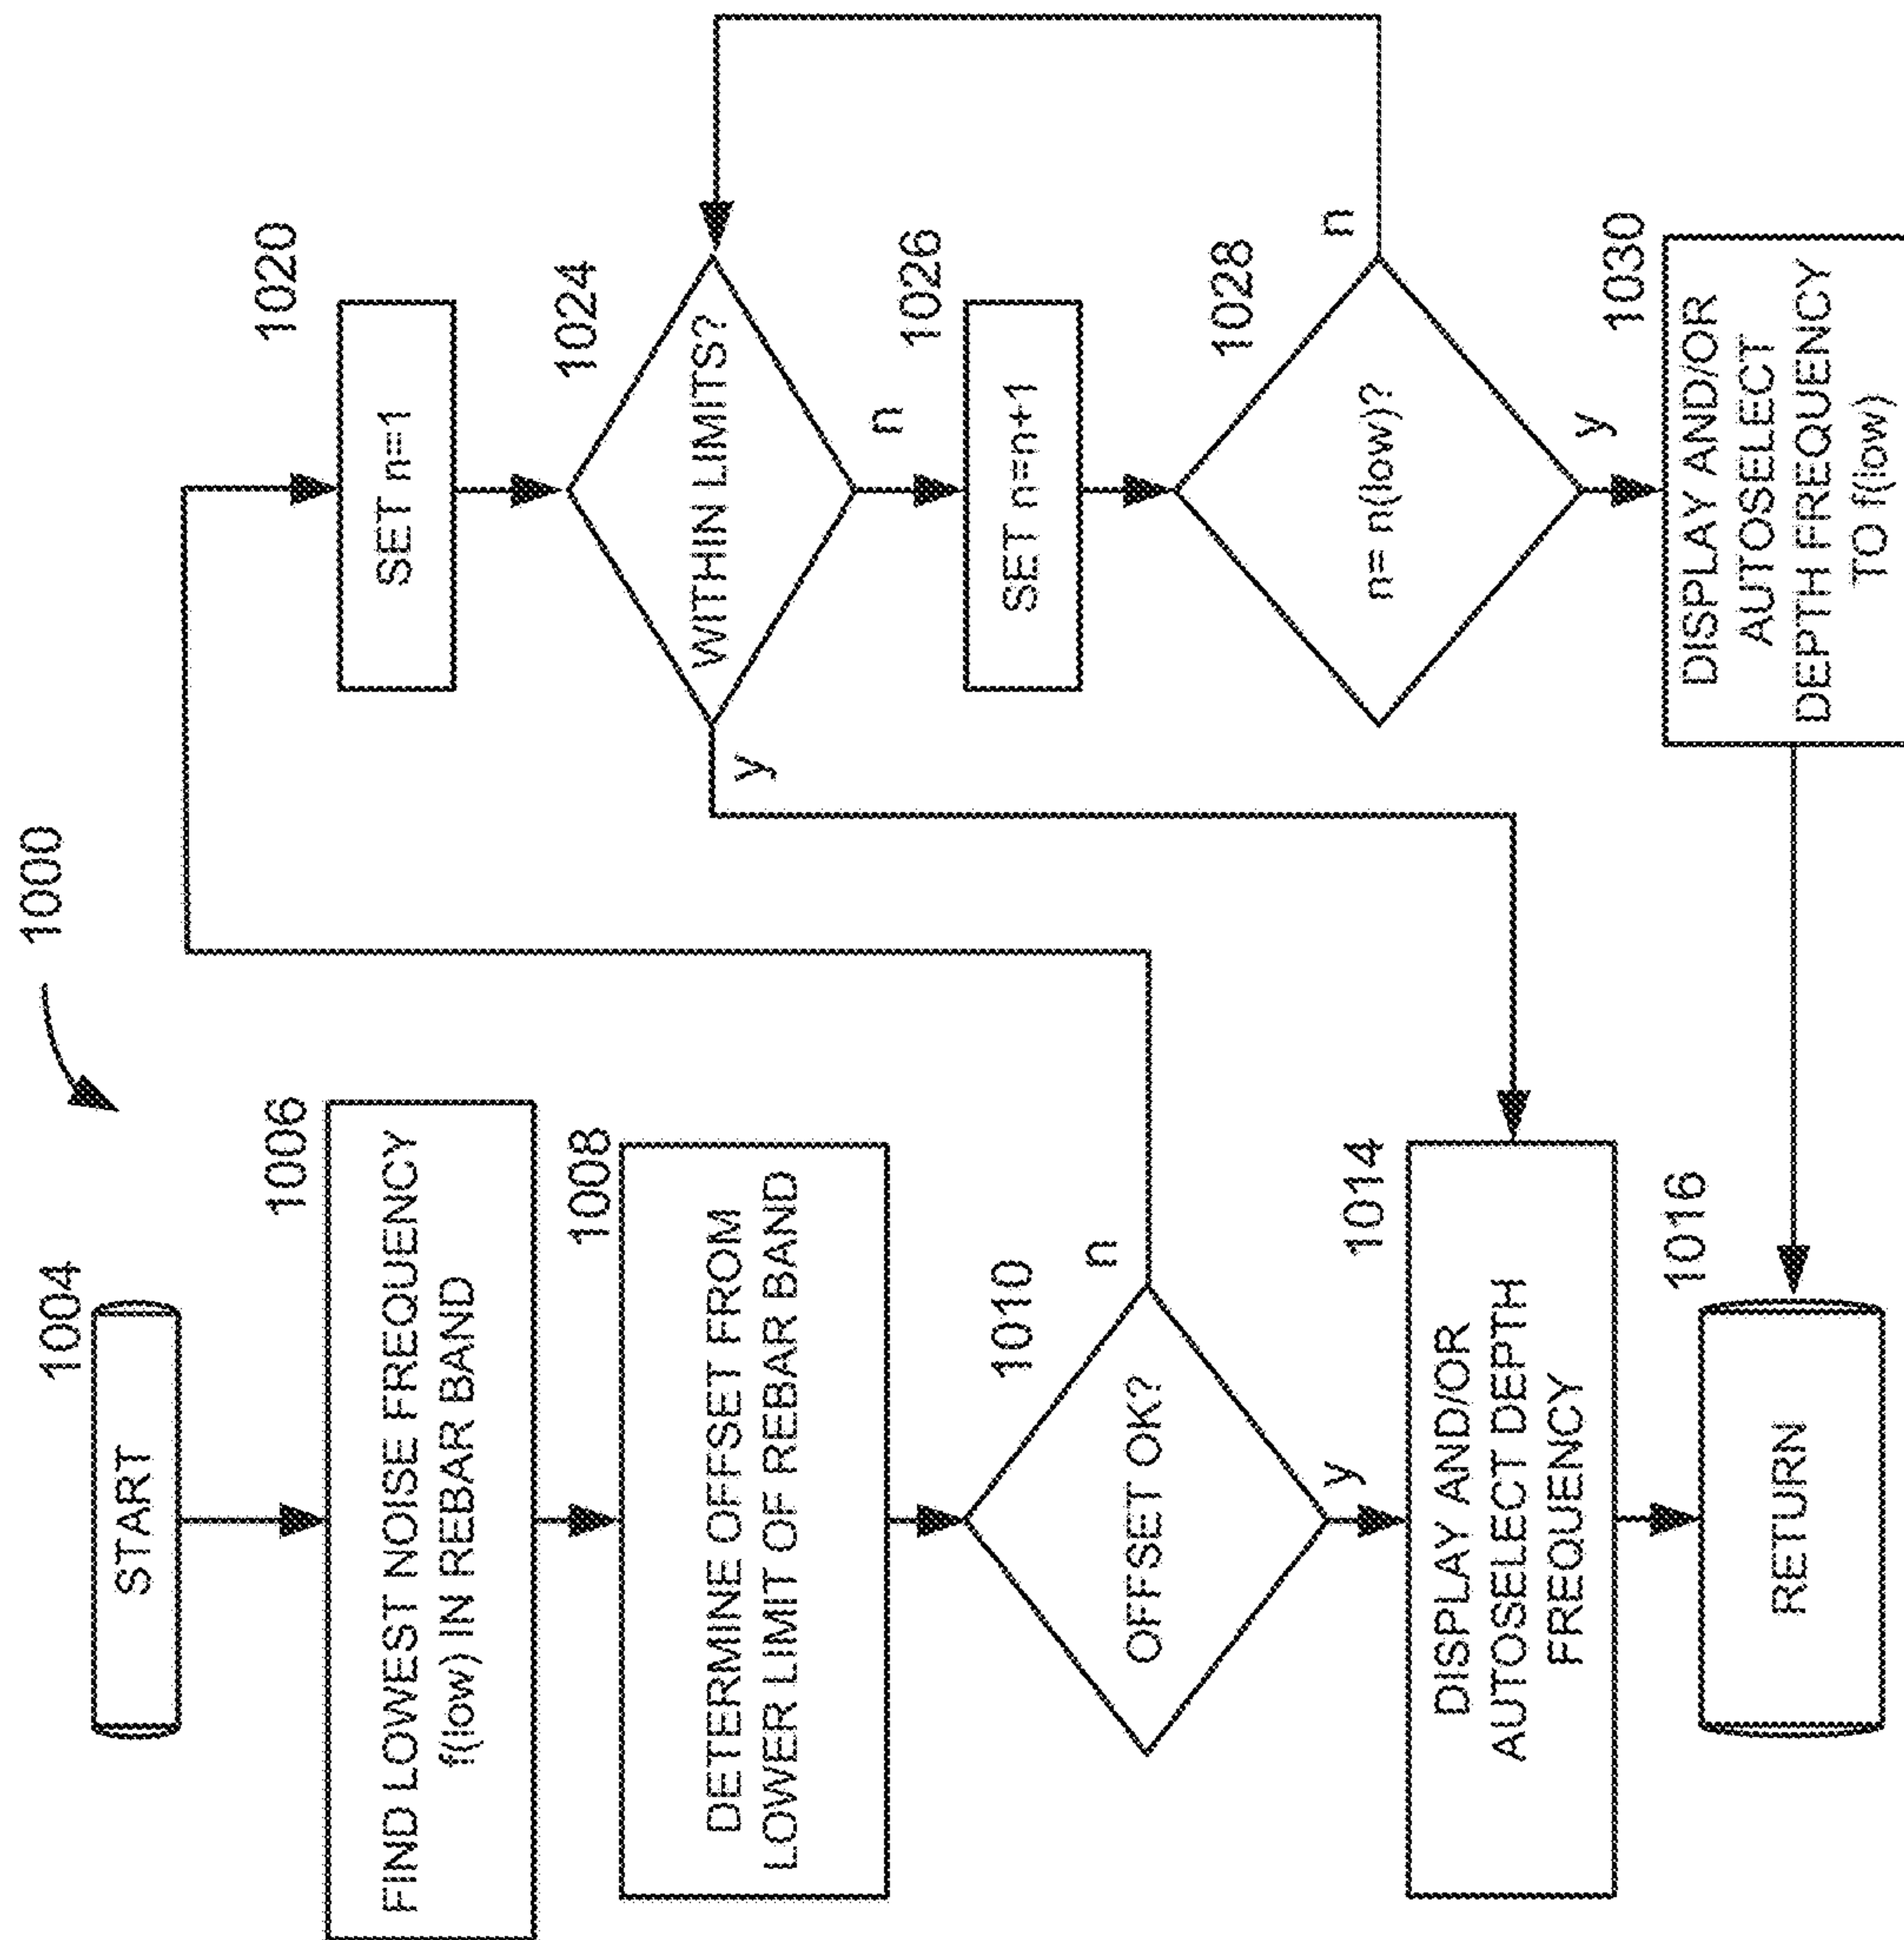 1000
1004
START
1006
FIND LOWEST NOISE FREQUENCY
f(low) IN REBAR BAND
1008
DETERMINE OFFSET FROM
LOWER LIMIT OF REBAR BAND
1010
OFFSET OK?
n
y
1014
DISPLAY AND/OR
AUTOSELECT DEPTH
FREQUENCY
1016
RETURN
1020
SET n=1
1024
WITHIN LIMITS?
y
n
1026
SET n=n+1
1028
n= n(low)?
n
y
1030
DISPLAY AND/OR
AUTOSELECT
DEPTH FREQUENCY
TO f(low)